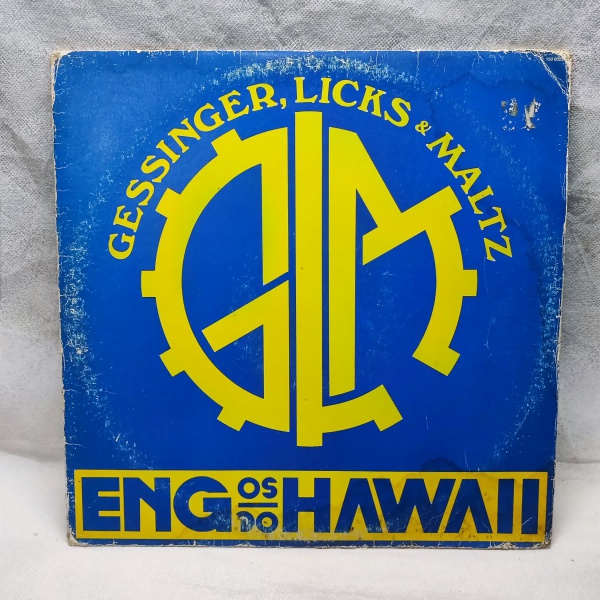 GESSINGER, LICKS & MALTZ
GLM
ENG os do HAWAII